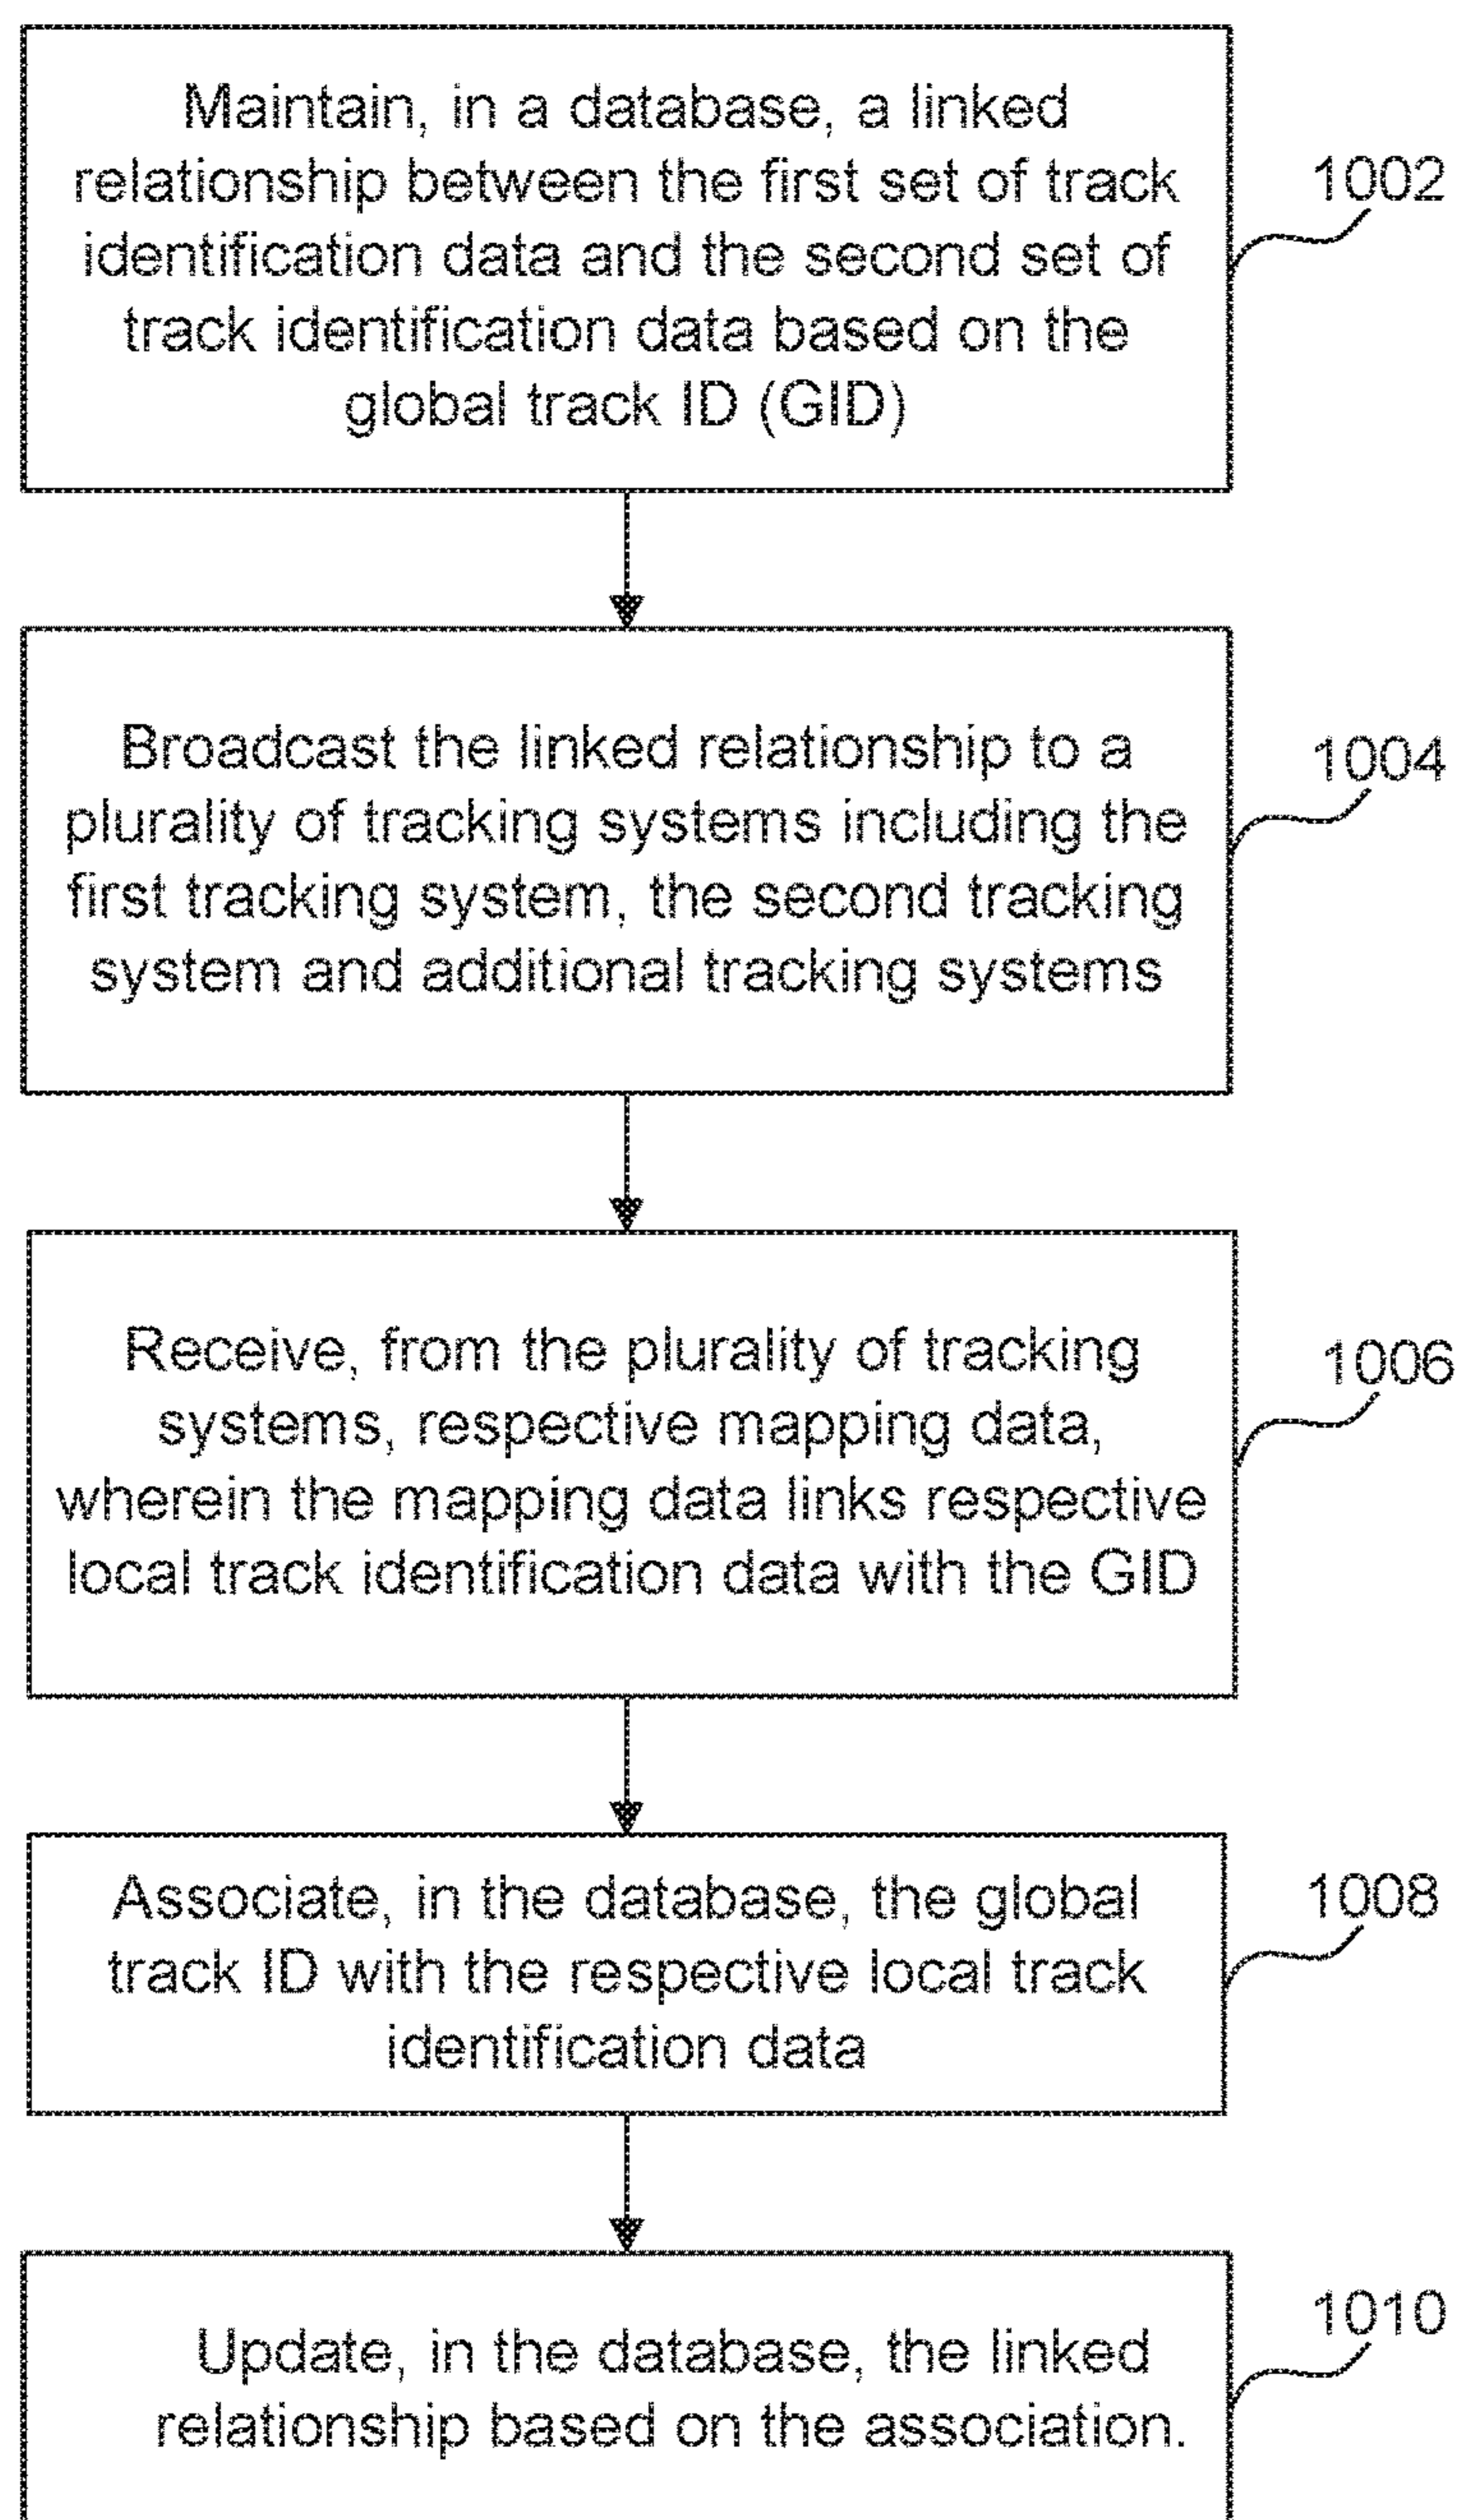 Maintain, in a database, a linked
relationship between the first set of track
identification data and the second set of
track identification data based on the
global track ID (GID)
1002
Broadcast the linked relationship to a
plurality of tracking systems including the
first tracking system, the second tracking
system and additional tracking systems
1004
Receive, from the plurality of tracking
systems, respective mapping data,
wherein the mapping data links respective
local track identification data with the GID
1006
Associate, in the database, the global
track ID with the respective local track
identification data
1008
Update, in the database, the linked
relationship based on the association.
1010